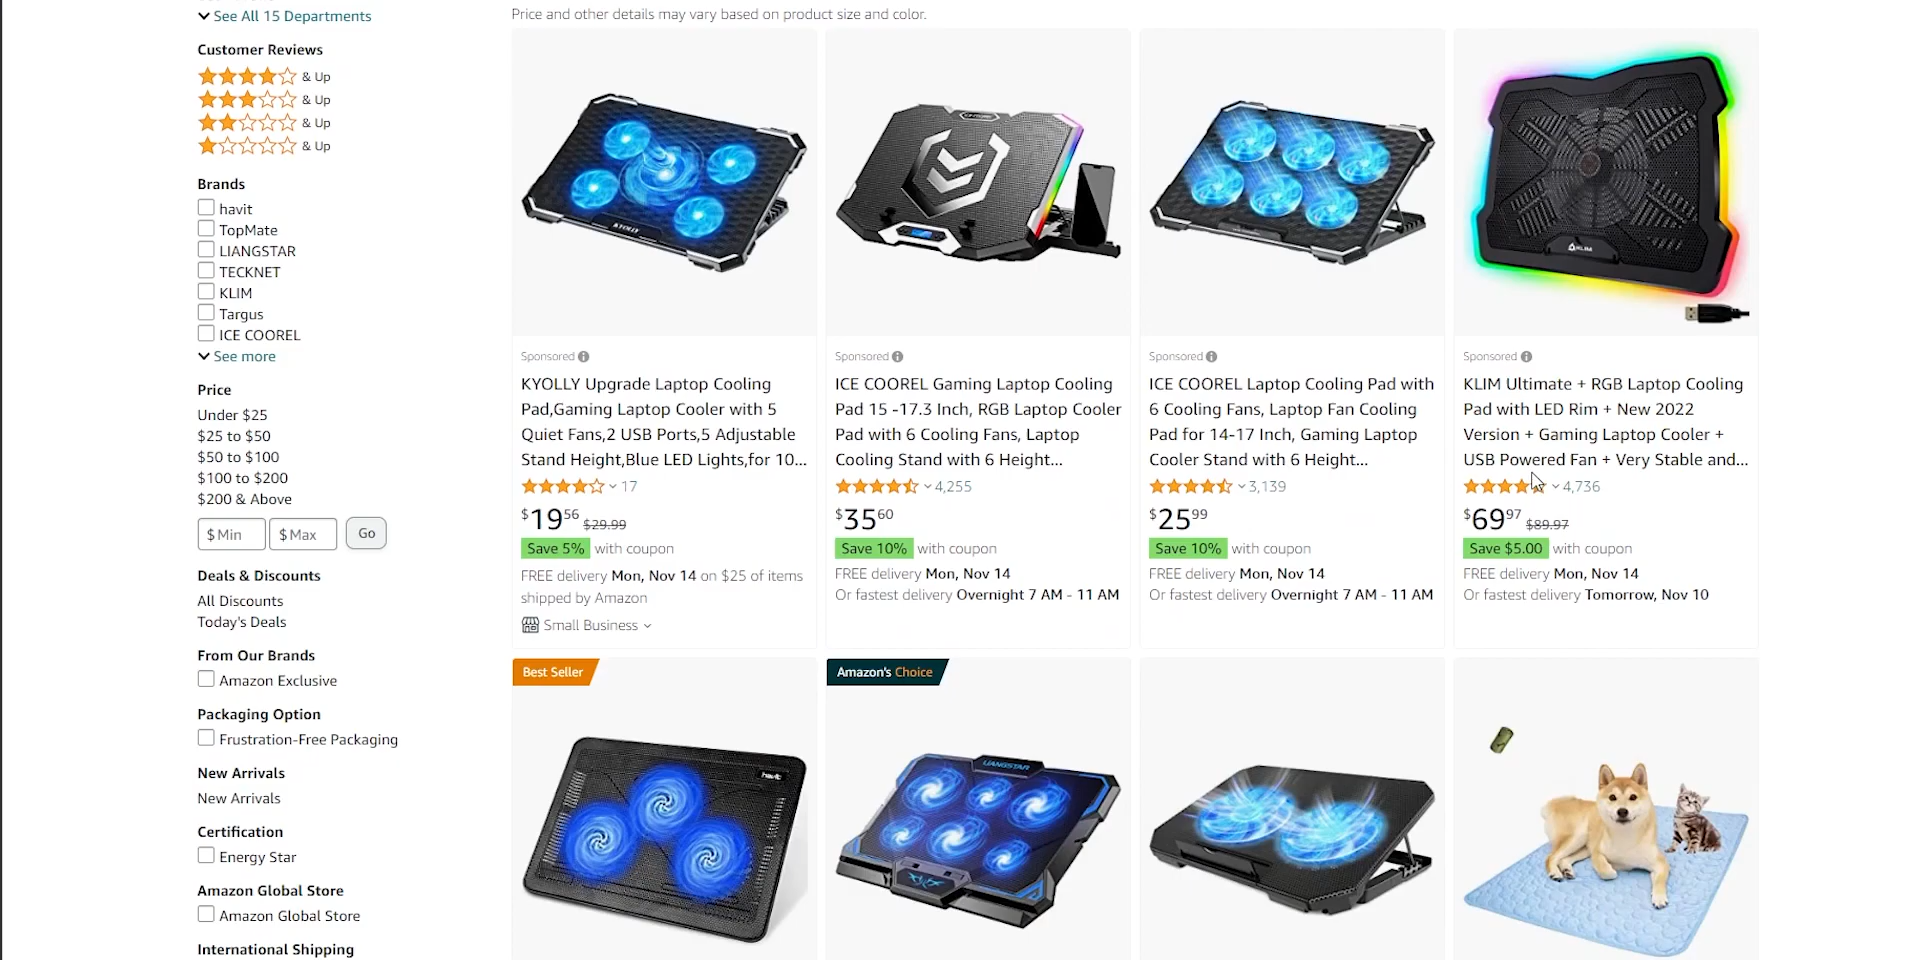 See All 15 Departments
Customer Reviews
& Up
& Up
& Up
& Up
Brands
havit
TopMate
LIANGSTAR
TECKNET
KLIM
Targus
ICE COOREL
See more
Price
Under $25
$25 to $50
$50 to $100
$100 to $200
$200 & Above
$ Min $ Max Go
Deals & Discounts
All Discounts
Today's Deals
From Our Brands
Amazon Exclusive
Packaging Option
Frustration-Free Packaging
New Arrivals
New Arrivals
Certification
Energy Star
Amazon Global Store
Amazon Global Store
International Shipping
Price and other details may vary based on product size and color.
KYOLLY
Sponsored
KYOLLY Upgrade Laptop Cooling
Pad,Gaming Laptop Cooler with 5
Quiet Fans,2 USB Ports,5 Adjustable
Stand Height,Blue LED Lights,for 10...
17
$19.56 $29.99
Save 5% with coupon
FREE delivery Mon, Nov 14 on $25 of items
shipped by Amazon
Small Business
Sponsored
ICE COOREL Gaming Laptop Cooling
Pad 15 -17.3 Inch, RGB Laptop Cooler
Pad with 6 Cooling Fans, Laptop
Cooling Stand with 6 Height...
4,255
$35.60
Save 10% with coupon
FREE delivery Mon, Nov 14
Or fastest delivery Overnight 7 AM - 11 AM
Sponsored
ICE COOREL Laptop Cooling Pad with
6 Cooling Fans, Laptop Fan Cooling
Pad for 14-17 Inch, Gaming Laptop
Cooler Stand with 6 Height...
3,139
$25.99
Save 10% with coupon
FREE delivery Mon, Nov 14
Or fastest delivery Overnight 7 AM - 11 AM
KLIM
Sponsored
KLIM Ultimate + RGB Laptop Cooling
Pad with LED Rim + New 2022
Version + Gaming Laptop Cooler +
USB Powered Fan + Very Stable and...
4,736
$69.97 $89.97
Save $5.00 with coupon
FREE delivery Mon, Nov 14
Or fastest delivery Tomorrow, Nov 10
Best Seller
havit
Amazon's Choice
LIANGSTAR